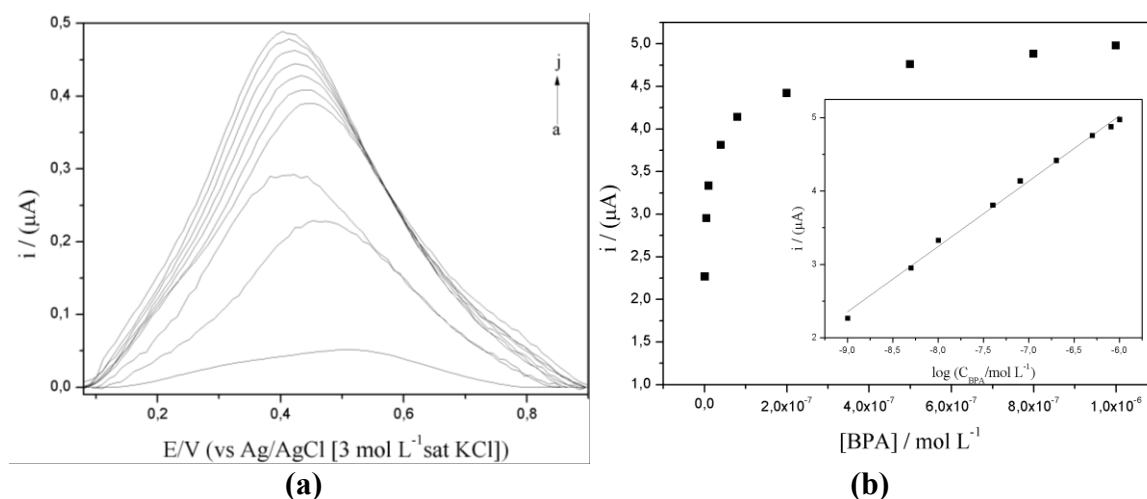 0,5
0,4
0,3
0,2
0,1
0,0
i / (µA)
j
a
0,2
0,4
0,6
0,8
E/V (vs Ag/AgCl [3 mol L⁻¹sat KCl])
(a)
5,0
4,5
4,0
3,5
3,0
2,5
2,0
1,5
1,0
i / (µA)
0,0
2,0x10⁻⁷
4,0x10⁻⁷
6,0x10⁻⁷
8,0x10⁻⁷
1,0x10⁻⁶
[BPA] / mol L⁻¹
5
4
3
2
i / (µA)
-9,0
-8,5
-8,0
-7,5
-7,0
-6,5
-6,0
log (C_BPA/mol L⁻¹)
(b)